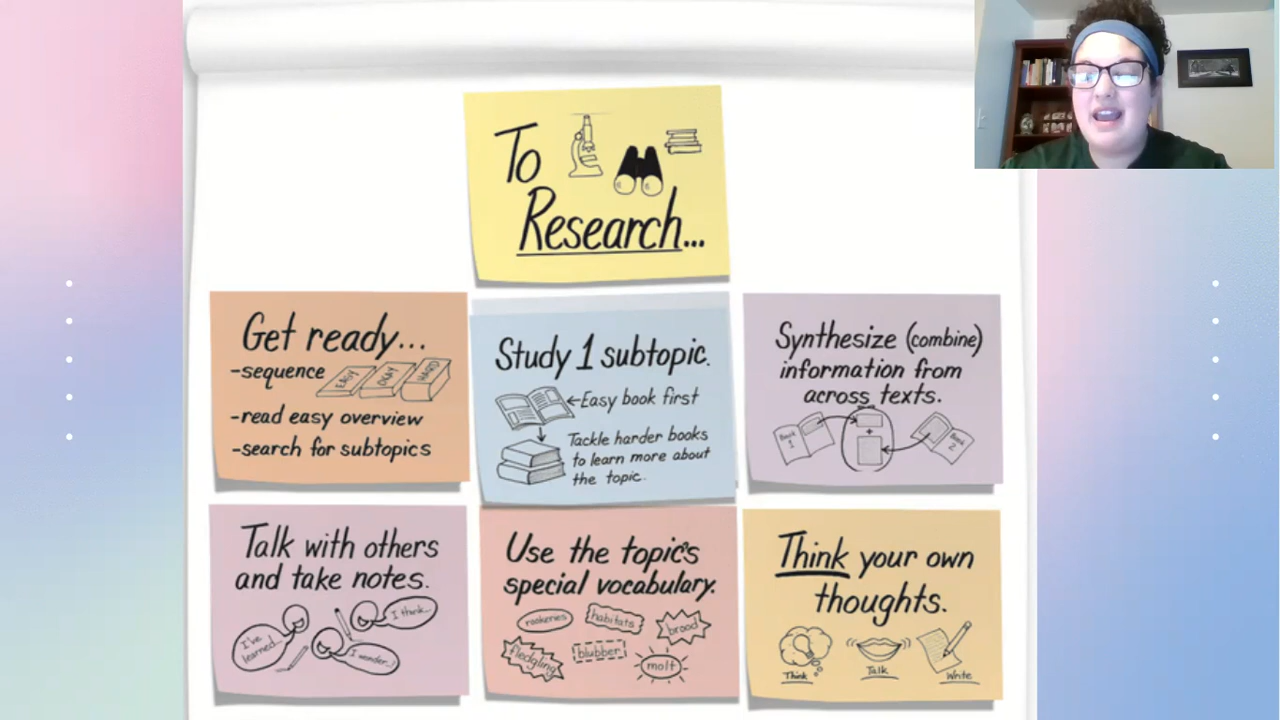 To
Research...
Get ready...
-sequence
EASY
OKAY
HARD
-read easy overview
-search for subtopics
Study 1 subtopic.
←Easy book first
Tackle harder books
to learn more about
the topic.
Synthesize (combine)
information from
across texts.
Book
1
+
Book
2
Talk with others
and take notes.
I've
learned...
I think...
I wonder...?
Use the topic's
special vocabulary.
rookeries
habitats
brood
fledgling
blubber
molt
Think your own
thoughts.
Think
Talk
Write